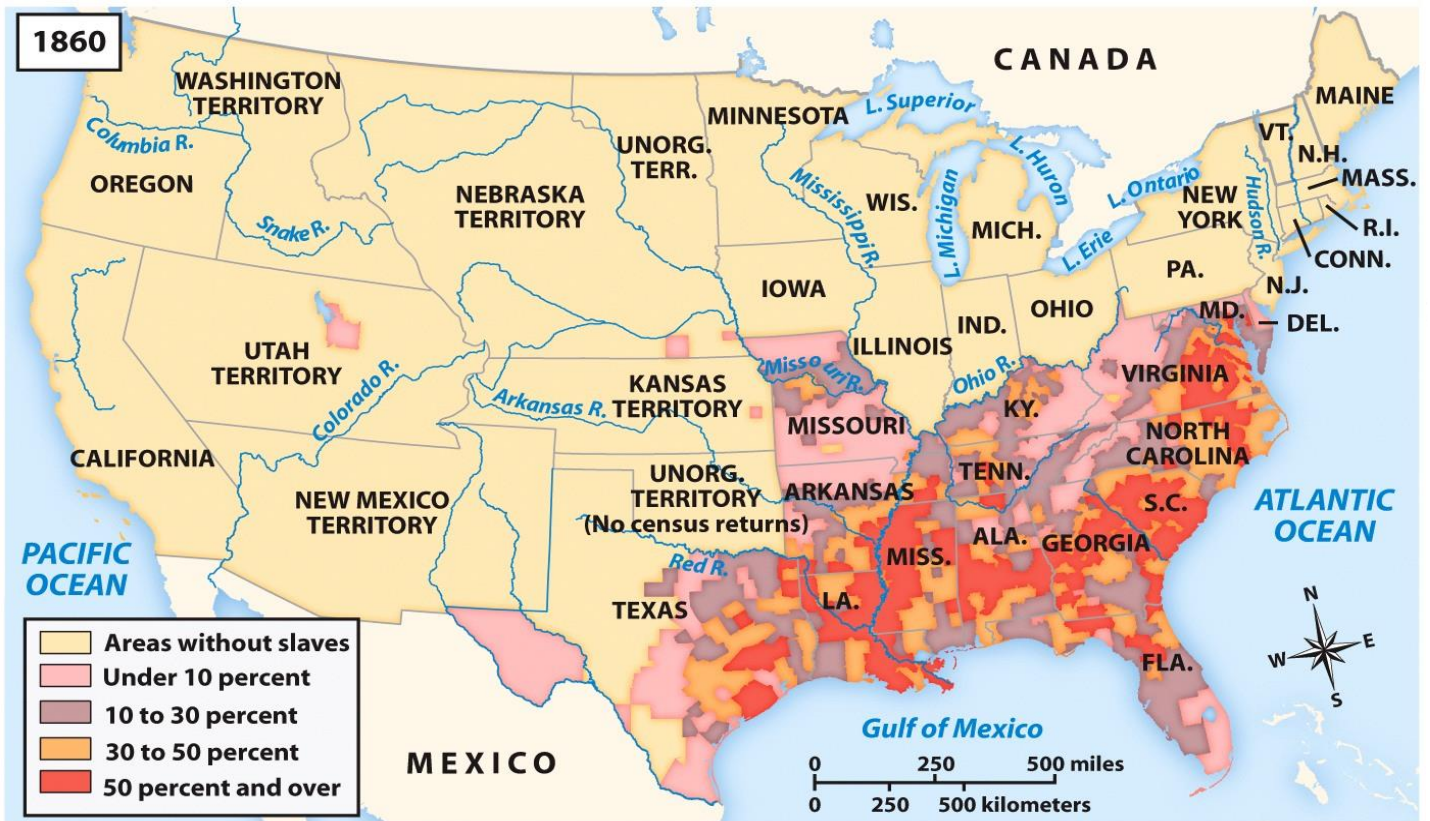 1860
CANADA
WASHINGTON
TERRITORY
Columbia R.
OREGON
Snake R.
NEBRASKA
TERRITORY
UNORG.
TERR.
MINNESOTA
L. Superior
Mississippi R.
WIS.
L. Michigan
MICH.
L. Huron
L. Ontario
L. Erie
NEW
YORK
Hudson R.
VT.
N.H.
MAINE
MASS.
R.I.
CONN.
PA.
N.J.
MD.
DEL.
IOWA
ILLINOIS
IND.
OHIO
Ohio R.
UTAH
TERRITORY
Colorado R.
CALIFORNIA
NEW MEXICO
TERRITORY
KANSAS
TERRITORY
Arkansas R.
Missouri R.
MISSOURI
KY.
VIRGINIA
NORTH
CAROLINA
TENN.
UNORG.
TERRITORY
(No census returns)
ARKANSAS
S.C.
MISS.
ALA.
GEORGIA
Red R.
TEXAS
LA.
FLA.
PACIFIC
OCEAN
ATLANTIC
OCEAN
Gulf of Mexico
MEXICO
N
W
E
S
Areas without slaves
Under 10 percent
10 to 30 percent
30 to 50 percent
50 percent and over
0 250 500 miles
0 250 500 kilometers